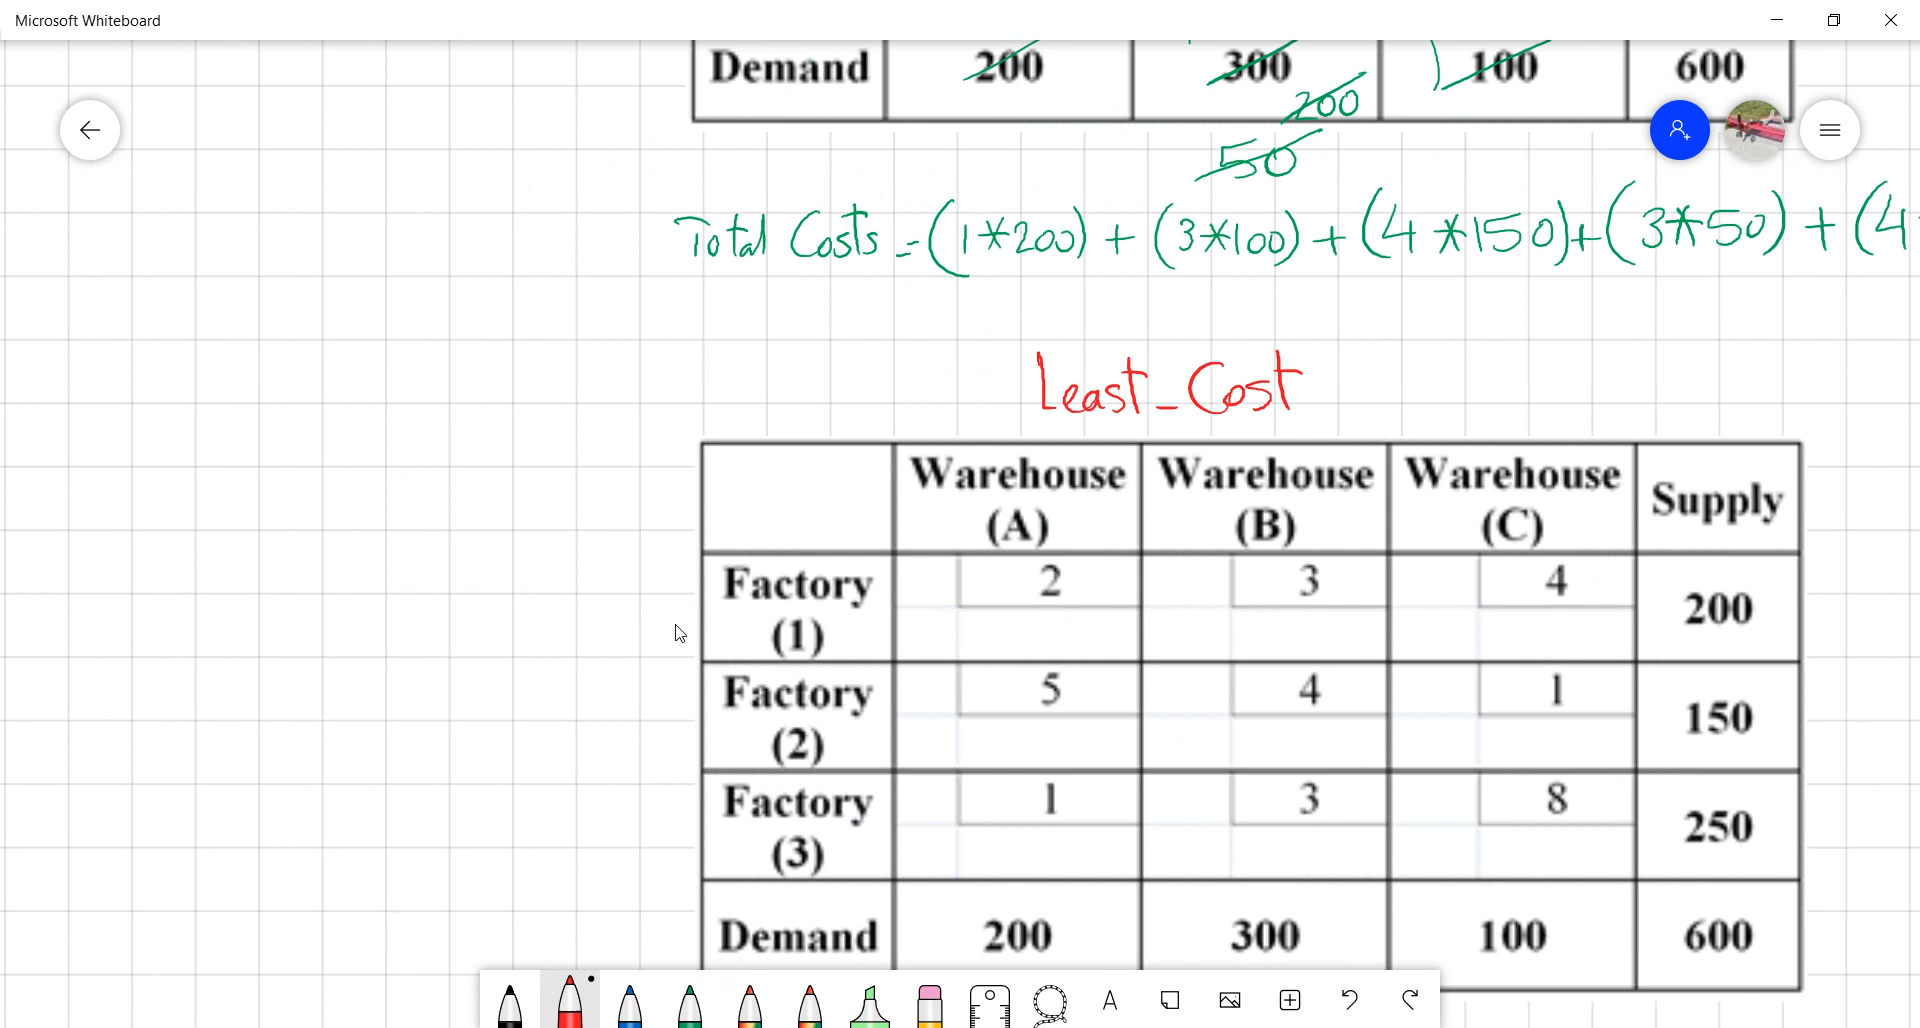 Microsoft Whiteboard
Demand 200 300 100 600
200
50
Total Costs = (1*200) + (3*100) + (4*150)+(3*50) + (4
Least-Cost
Warehouse (A) Warehouse (B) Warehouse (C) Supply
Factory (1) 2 3 4 200
Factory (2) 5 4 1 150
Factory (3) 1 3 8 250
Demand 200 300 100 600
A